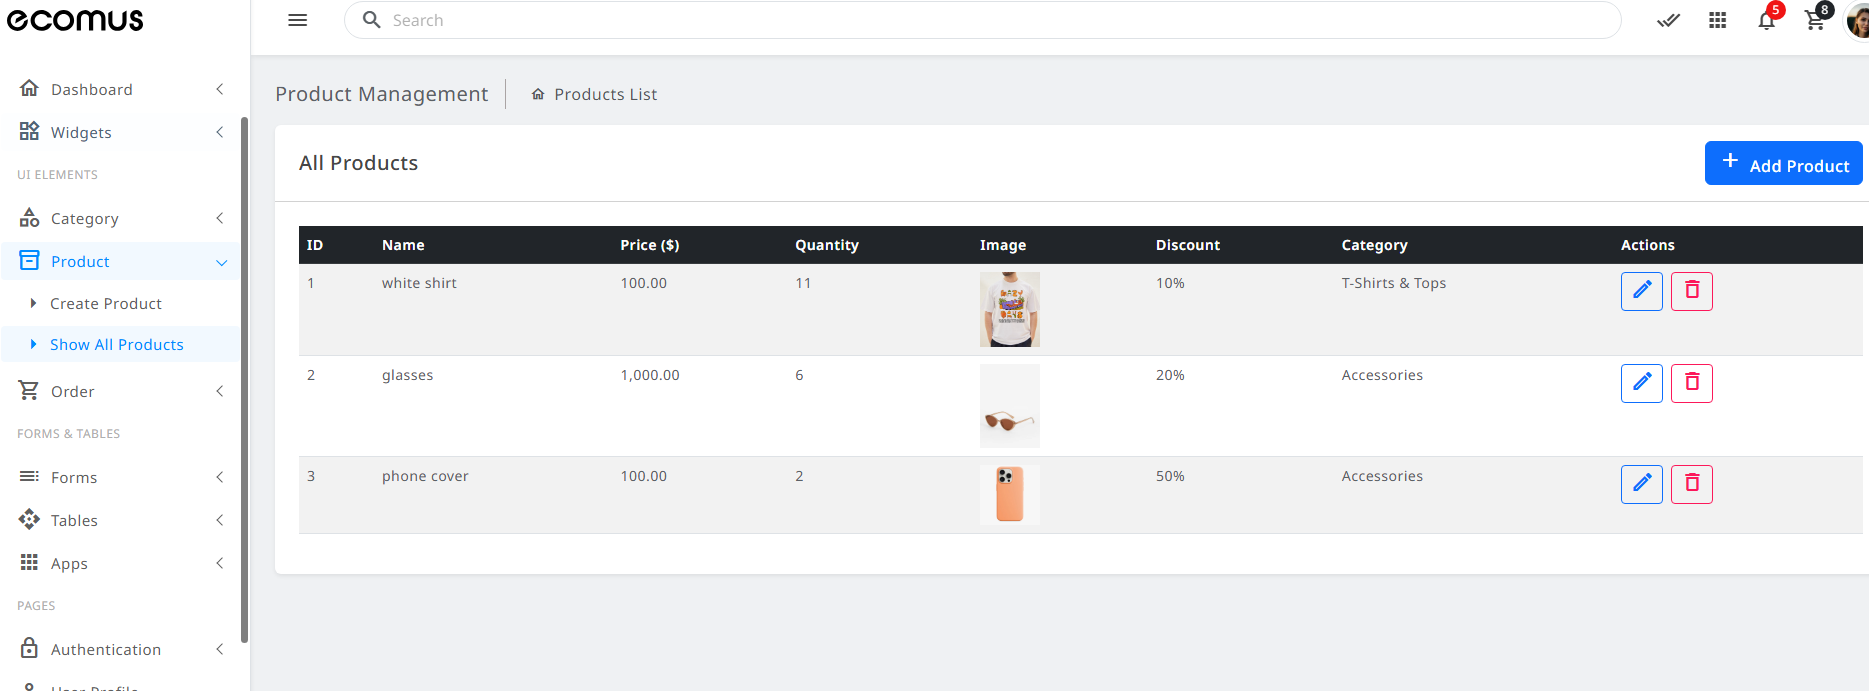 ecomus
Search
5
8
Dashboard
Widgets
UI ELEMENTS
Category
Product
Create Product
Show All Products
Order
FORMS & TABLES
Forms
Tables
Apps
PAGES
Authentication
User Profile
Product Management
Products List
All Products
Add Product
ID Name Price ($) Quantity Image Discount Category Actions
1 white shirt 100.00 11 10% T-Shirts & Tops
2 glasses 1,000.00 6 20% Accessories
3 phone cover 100.00 2 50% Accessories